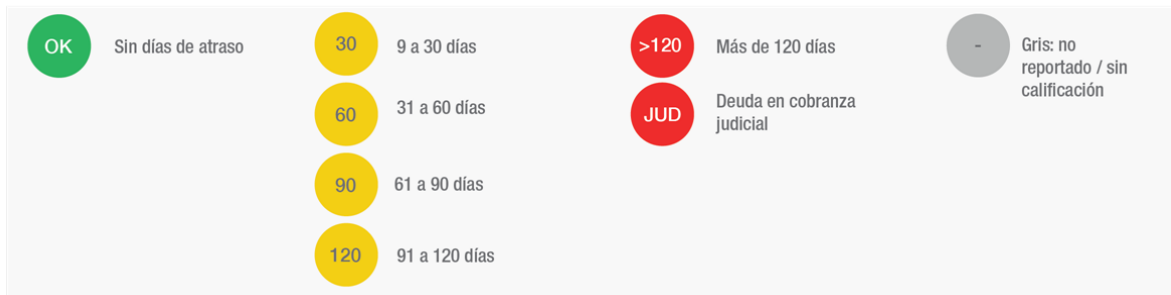 OK Sin días de atraso
30 9 a 30 días
60 31 a 60 días
90 61 a 90 días
120 91 a 120 días
>120 Más de 120 días
JUD Deuda en cobranza
judicial
- Gris: no
reportado / sin
calificación